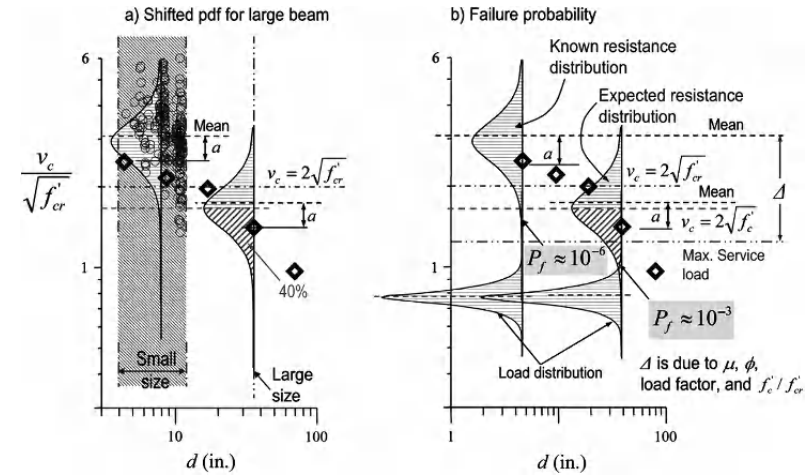 a) Shifted pdf for large beam
6
Mean
a
v_c / √f'_cr
v_c = 2√f'_cr
a
1
40%
Small
size
Large
size
10
100
d (in.)
b) Failure probability
6
Known resistance
distribution
Expected resistance
distribution
Mean
a
v_c = 2√f'_cr
Mean
Δ
a
v_c = 2√f'_c
P_f ≈ 10^-6
Max. Service
load
1
P_f ≈ 10^-3
Load distribution
Δ is due to μ, ϕ,
load factor, and f'_c / f'_cr
1
10
100
d (in.)